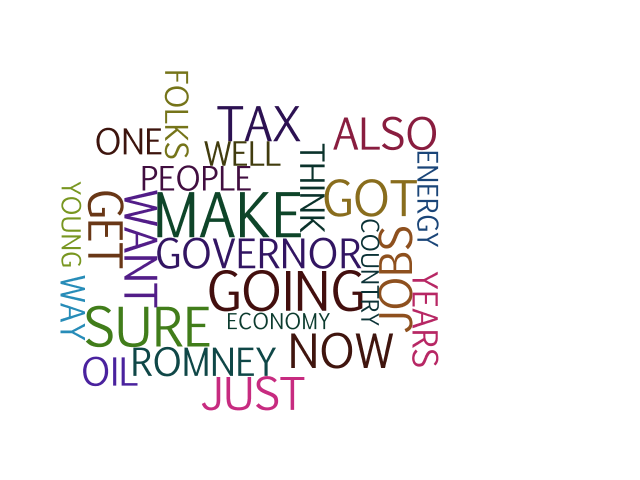 FOLKS
TAX
ALSO
ONE
WELL
THINK
ENERGY
PEOPLE
GOT
YOUNG
GET
WANT
MAKE
COUNTRY
JOBS
GOVERNOR
GOING
YEARS
WAY
SURE
ECONOMY
NOW
ROMNEY
OIL
JUST